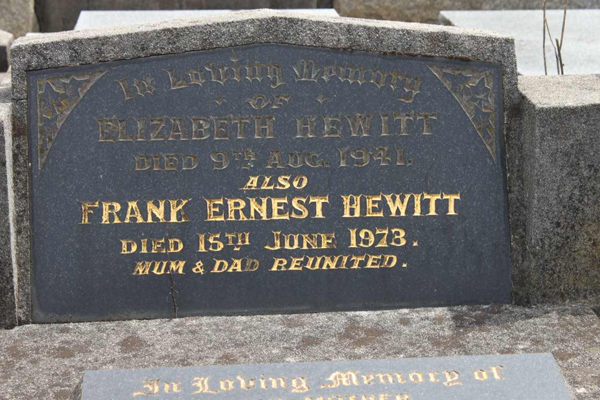 In Loving Memory
OF
ELIZABETH HEWITT
DIED 9TH AUG. 1941.
ALSO
FRANK ERNEST HEWITT
DIED 15TH JUNE 1973.
MUM & DAD REUNITED.
In Loving Memory of
MOTHER